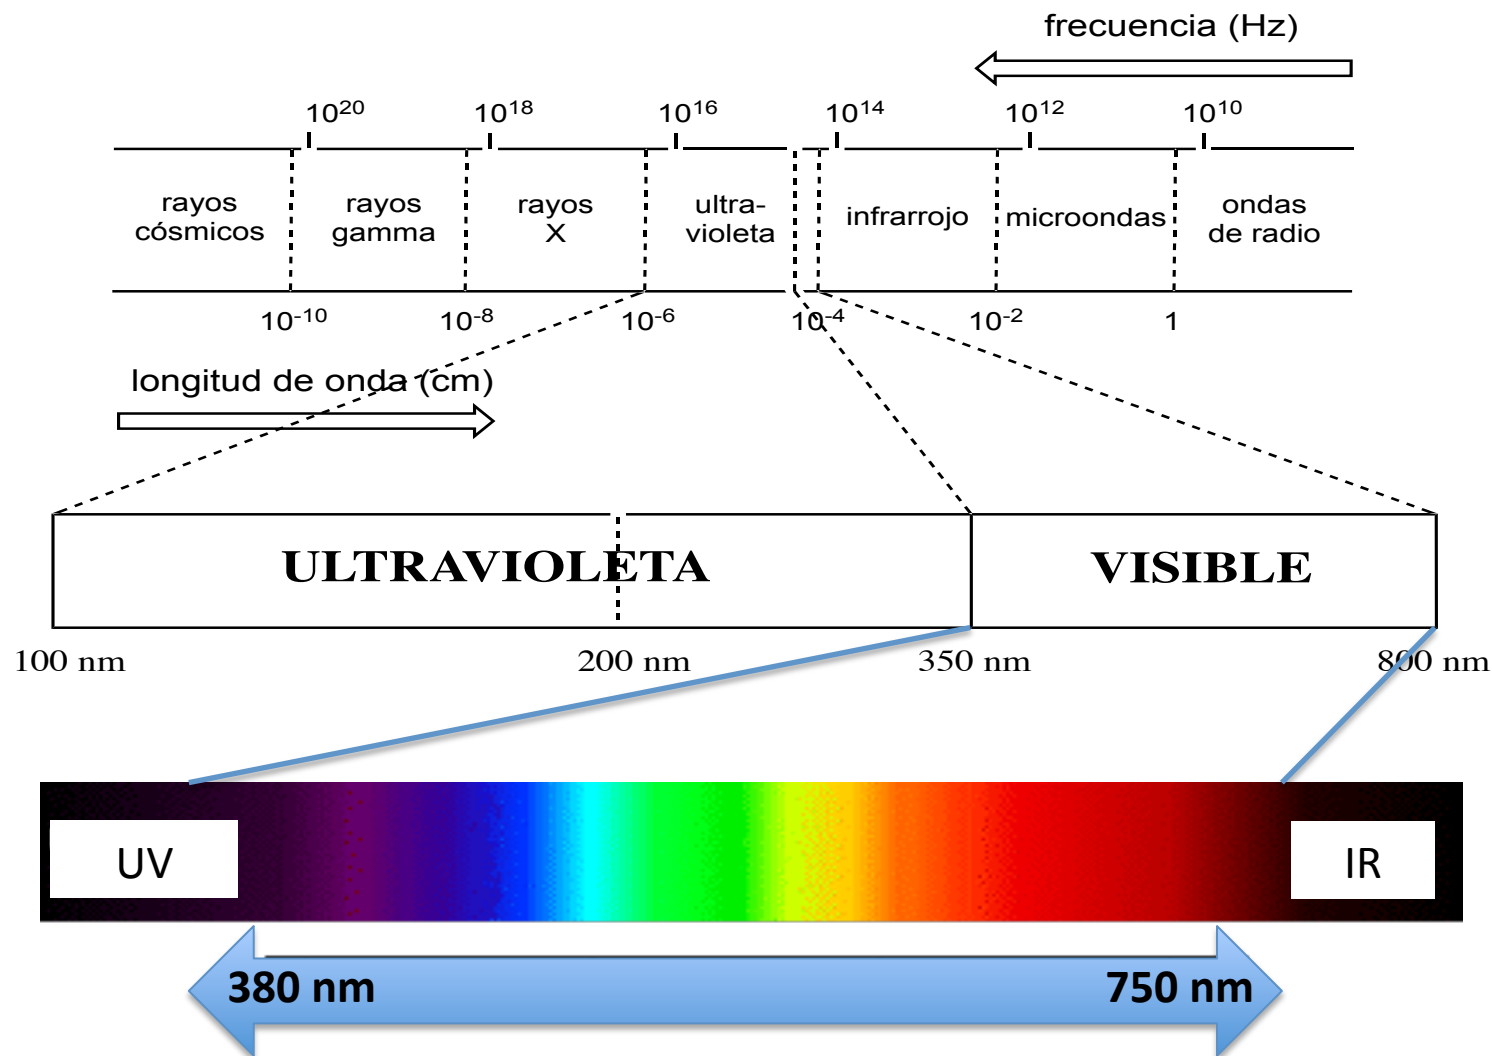 frecuencia (Hz)
10²⁰ 10¹⁸ 10¹⁶ 10¹⁴ 10¹² 10¹⁰
rayos
cósmicos
rayos
gamma
rayos
X
ultra-
violeta
infrarrojo
microondas
ondas
de radio
10⁻¹⁰ 10⁻⁸ 10⁻⁶ 10⁻⁴ 10⁻² 1
longitud de onda (cm)
ULTRAVIOLETA
VISIBLE
100 nm 200 nm 350 nm 800 nm
UV
IR
380 nm
750 nm